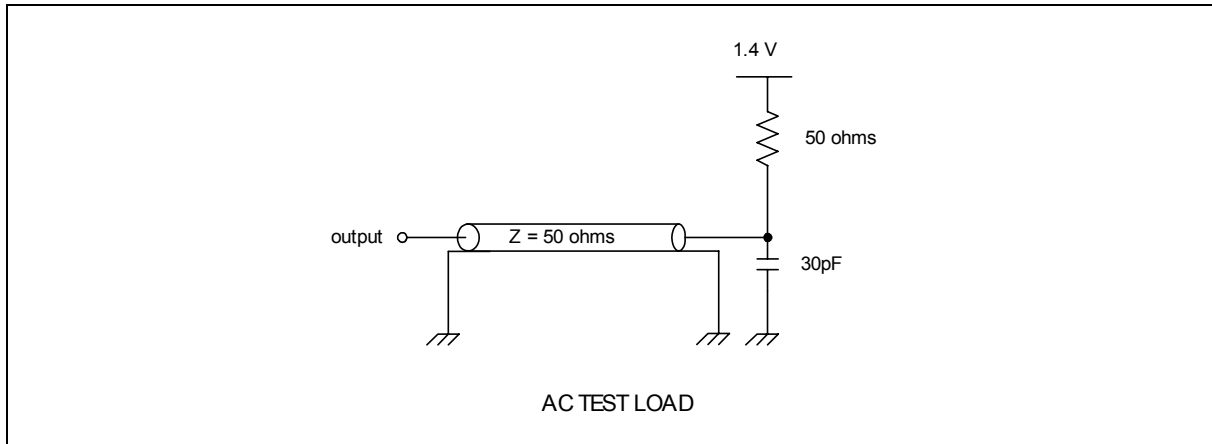 1.4 V
50 ohms
output
Z = 50 ohms
30pF
AC TEST LOAD